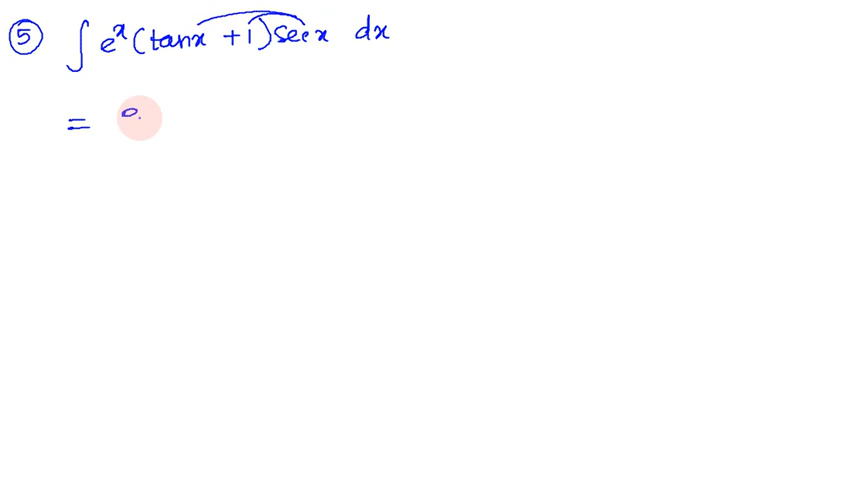 ⑤ ∫ eˣ (tanx + 1) secx dx
=